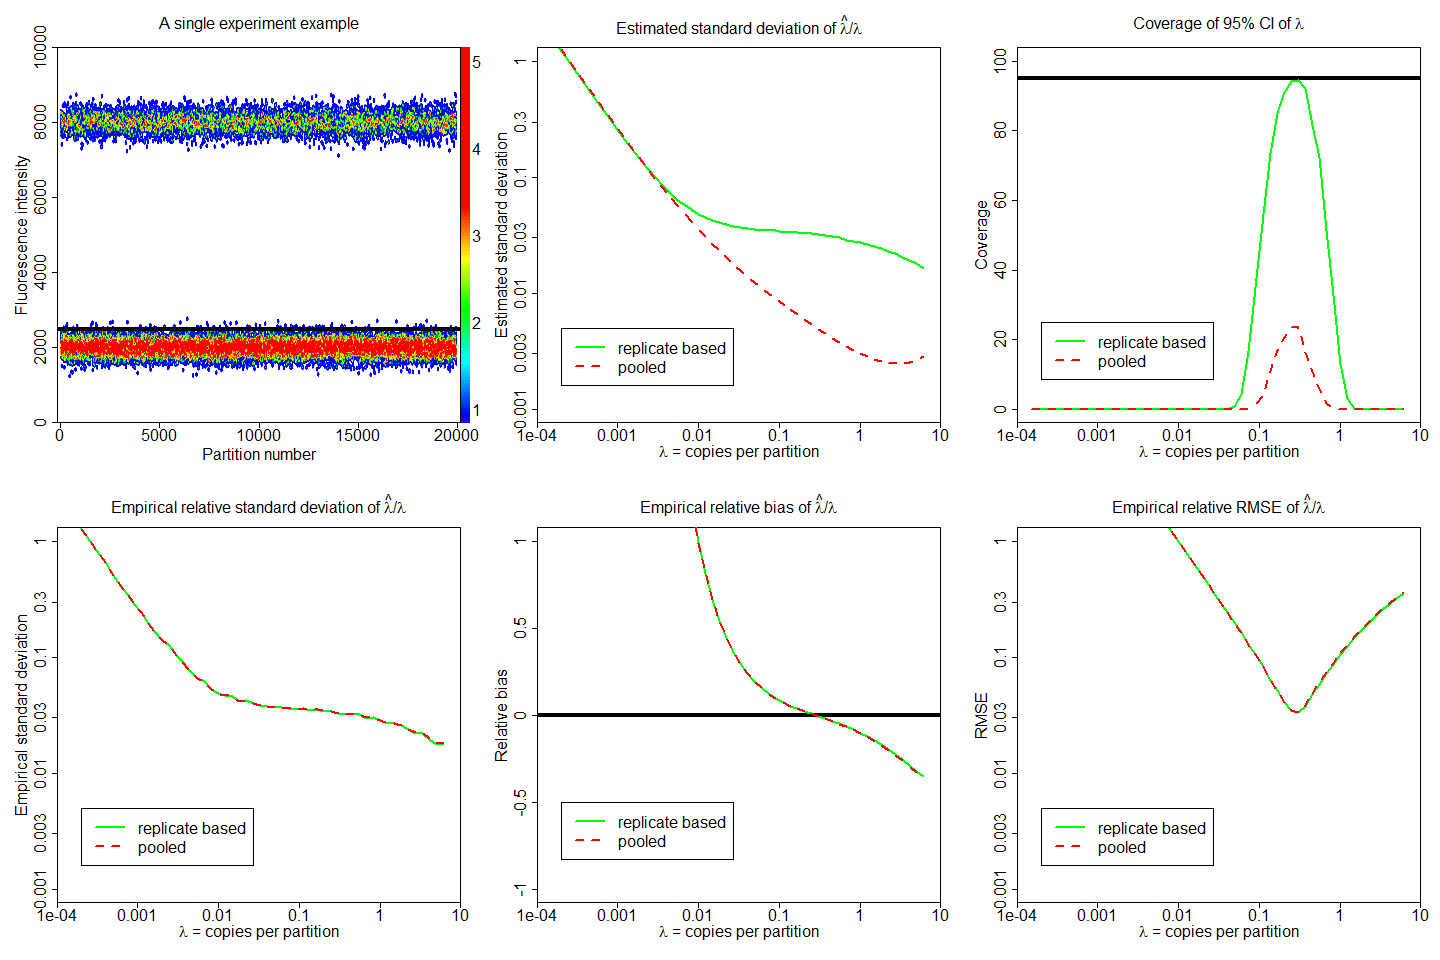 A single experiment example
Fluorescence intensity
10000
8000
6000
4000
2000
0
0 5000 10000 15000 20000
Partition number
5
4
3
2
1
Estimated standard deviation of λ̂/λ
Estimated standard deviation
1
0.3
0.1
0.03
0.01
0.003
0.001
replicate based
pooled
1e-04 0.001 0.01 0.1 1 10
λ = copies per partition
Coverage of 95% CI of λ
Coverage
100
80
60
40
20
0
replicate based
pooled
1e-04 0.001 0.01 0.1 1 10
λ = copies per partition
Empirical relative standard deviation of λ̂/λ
Empirical standard deviation
1
0.3
0.1
0.03
0.01
0.003
0.001
replicate based
pooled
1e-04 0.001 0.01 0.1 1 10
λ = copies per partition
Empirical relative bias of λ̂/λ
Relative bias
1
0.5
0
-0.5
-1
replicate based
pooled
1e-04 0.001 0.01 0.1 1 10
λ = copies per partition
Empirical relative RMSE of λ̂/λ
RMSE
1
0.3
0.1
0.03
0.01
0.003
0.001
replicate based
pooled
1e-04 0.001 0.01 0.1 1 10
λ = copies per partition